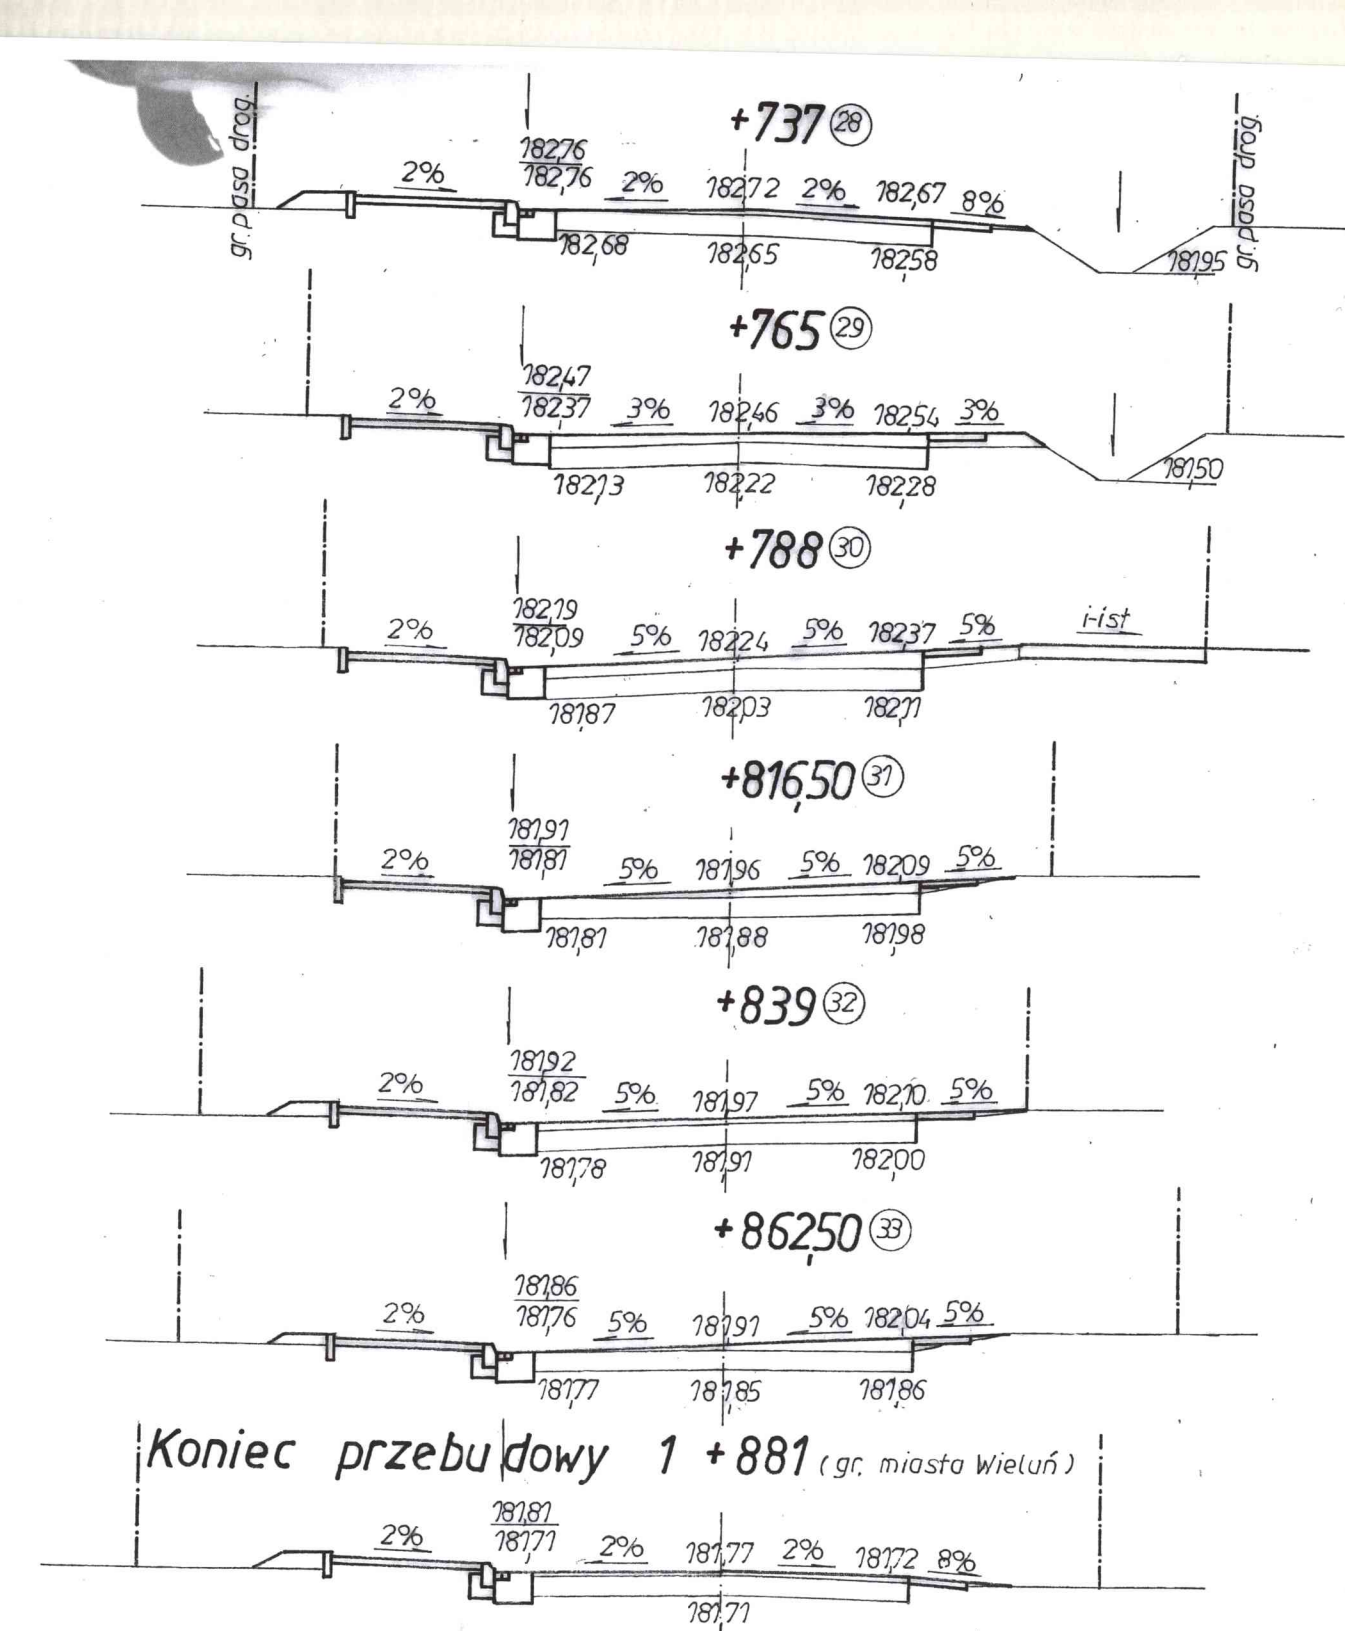 +737 (28)
gr. pasa drog.
gr. pasa drog.
182,76
2% 182,76 2% 182,72 2% 182,67 8%
182,68 182,65 182,58 181,95
+765 (29)
182,47
2% 182,37 3% 182,46 3% 182,54 3%
182,13 182,22 182,28 181,50
+788 (30)
182,19 i-ist
2% 182,09 5% 182,24 5% 182,37 5%
181,87 182,03 182,11
+816,50 (31)
181,91
2% 181,81 5% 181,96 5% 182,09 5%
181,81 181,88 181,98
+839 (32)
181,92
2% 181,82 5% 181,97 5% 182,10 5%
181,78 181,91 182,00
+862,50 (33)
181,86
2% 181,76 5% 181,91 5% 182,04 5%
181,77 181,85 181,86
Koniec przebudowy 1 +881 (gr. miasta Wieluń)
181,81
2% 181,71 2% 181,77 2% 181,72 8%
181,71